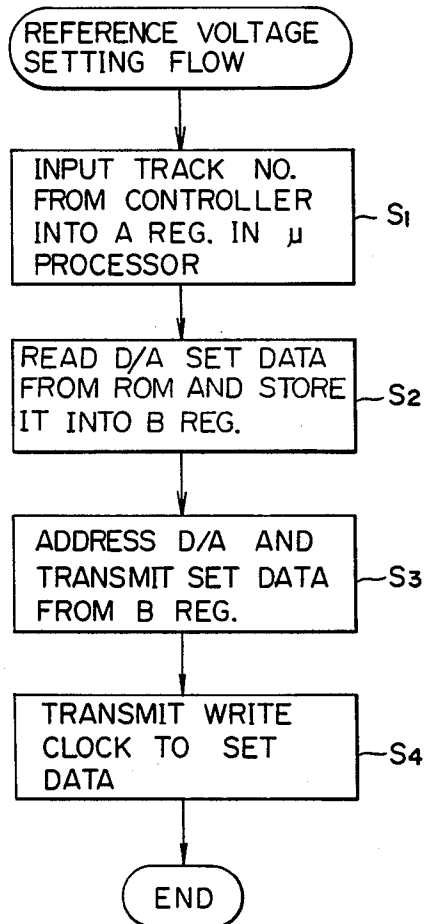 REFERENCE VOLTAGE
SETTING FLOW
INPUT TRACK NO.
FROM CONTROLLER
INTO A REG. IN μ
PROCESSOR
S1
READ D/A SET DATA
FROM ROM AND STORE
IT INTO B REG.
S2
ADDRESS D/A AND
TRANSMIT SET DATA
FROM B REG.
S3
TRANSMIT WRITE
CLOCK TO SET
DATA
S4
END